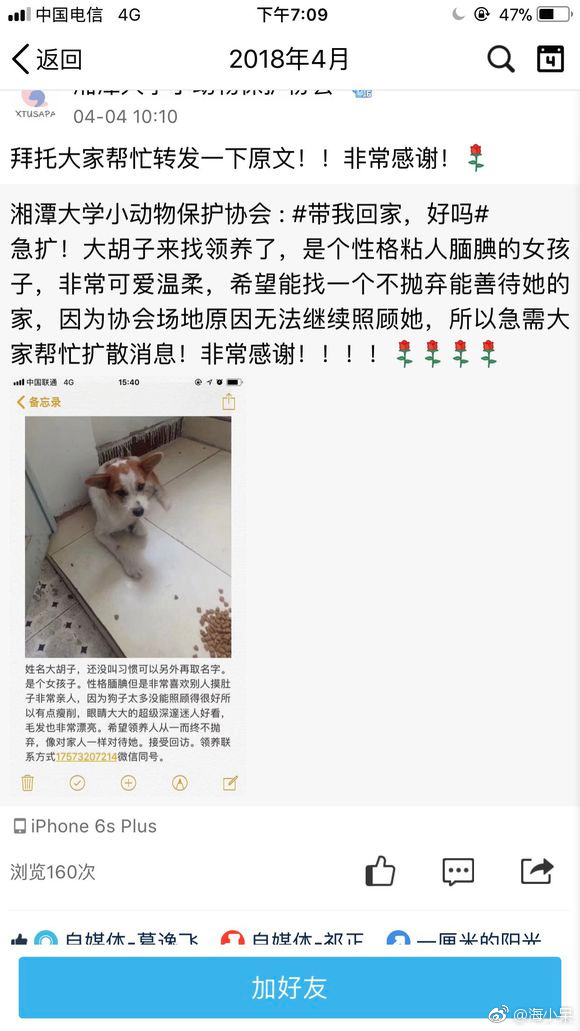 中国电信 4G 下午7:09 47%
返回 2018年4月 4
XTUSAPA
04-04 10:10
拜托大家帮忙转发一下原文！！非常感谢！
湘潭大学小动物保护协会 : #带我回家，好吗#
急扩！大胡子来找领养了，是个性格粘人腼腆的女孩
子，非常可爱温柔，希望能找一个不抛弃能善待她的
家，因为协会场地原因无法继续照顾她，所以急需大
家帮忙扩散消息！非常感谢！！！！
中国联通 4G 15:40
备忘录
姓名大胡子，还没叫习惯可以另外再取名字。
是个女孩子。性格腼腆但是非常喜欢别人摸肚
子非常亲人，因为狗子太多没能照顾得很好所
以有点瘦削，眼睛大大的超级深邃迷人好看，
毛发也非常漂亮。希望领养人从一而终不抛
弃，像对家人一样对待她。接受回访。领养联
系方式17573207214微信同号。
iPhone 6s Plus
浏览160次
自媒体-葛逸飞 自媒体-祁正 一厘米的阳光
加好友
@海小呆